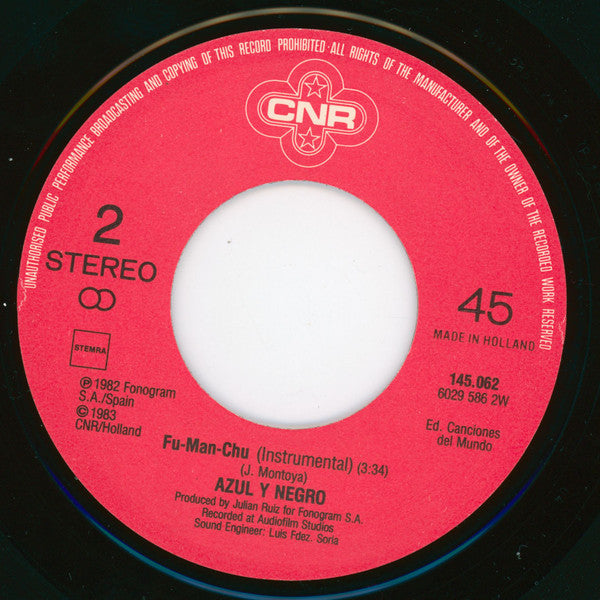 UNAUTHORISED PUBLIC PERFORMANCE BROADCASTING AND COPYING OF THIS RECORD PROHIBITED·ALL RIGHTS OF THE MANUFACTURER AND OF THE OWNER OF THE RECORDED WORK RESERVED
CNR
2
STEREO
STEMRA
℗ 1982 Fonogram
S.A./Spain
© 1983
CNR/Holland
45
MADE IN HOLLAND
145.062
6029 586 2W
Ed. Canciones
del Mundo
Fu-Man-Chu (Instrumental) (3:34)
(J. Montoya)
AZUL Y NEGRO
Produced by Julian Ruiz for Fonogram S.A.
Recorded at Audiofilm Studios
Sound Engineer: Luis Fdez. Soria